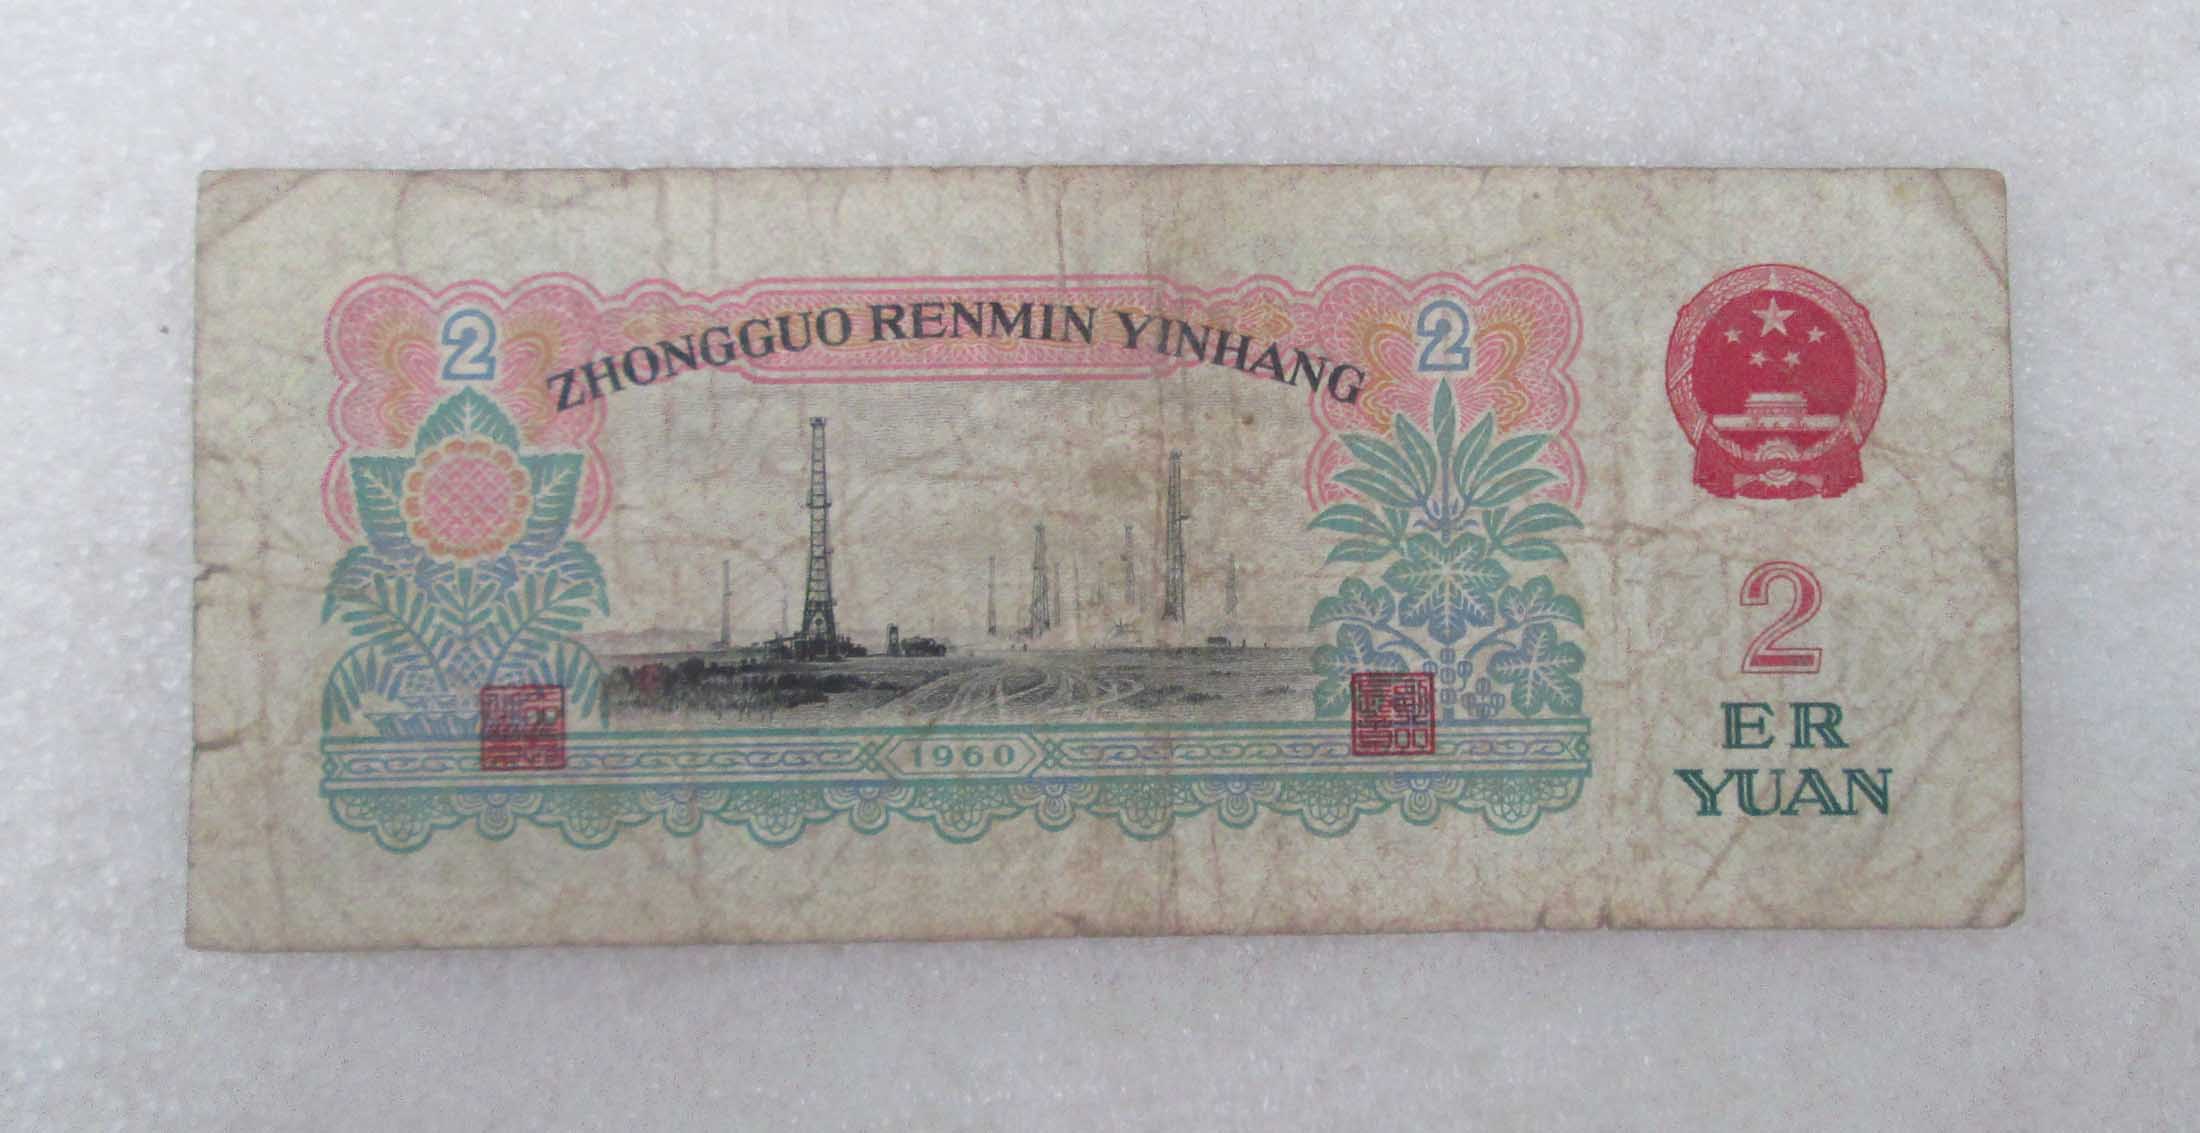 2
ZHONGGUO RENMIN YINHANG
2
1960
2
ER
YUAN